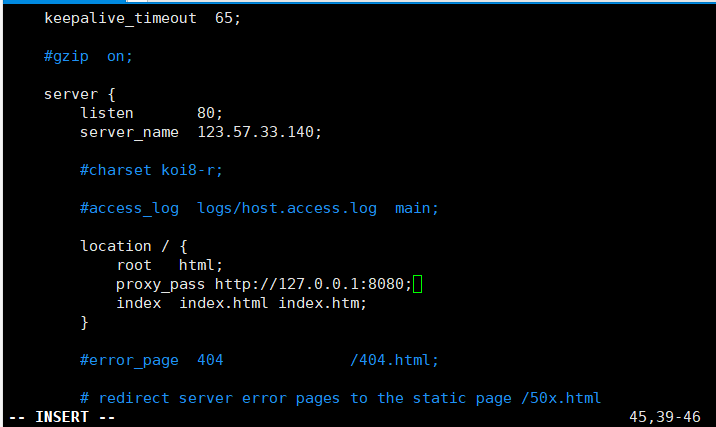 keepalive_timeout  65;
#gzip  on;
server {
listen       80;
server_name  123.57.33.140;
#charset koi8-r;
#access_log  logs/host.access.log  main;
location / {
root   html;
proxy_pass http://127.0.0.1:8080;
index  index.html index.htm;
}
#error_page  404              /404.html;
# redirect server error pages to the static page /50x.html
-- INSERT --                                                         45,39-46